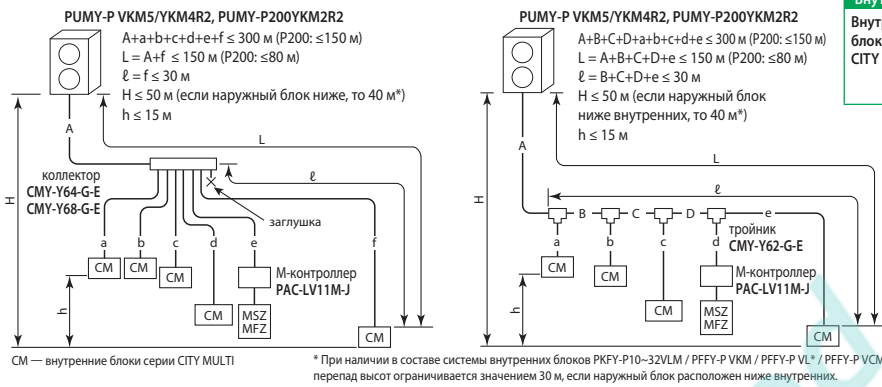 PUMY-P VKM5/YKM4R2, PUMY-P200YKM2R2
A+a+b+c+d+e+f ≤ 300 м (P200: ≤150 м)
L = A+f ≤ 150 м (P200: ≤80 м)
ℓ = f ≤ 30 м
H ≤ 50 м (если наружный блок ниже, то 40 м*)
h ≤ 15 м
A
L
H
коллектор
CMY-Y64-G-E
CMY-Y68-G-E
ℓ
заглушка
a
b
c
d
e
f
CM
CM
CM
М-контроллер
PAC-LV11M-J
h
CM
MSZ
MFZ
CM
CM — внутренние блоки серии CITY MULTI
PUMY-P VKM5/YKM4R2, PUMY-P200YKM2R2
A+B+C+D+a+b+c+d+e ≤ 300 м (P200: ≤150 м)
L = A+B+C+D+e ≤ 150 м (P200: ≤80 м)
ℓ = B+C+D+e ≤ 30 м
H ≤ 50 м (если наружный блок
ниже внутренних, то 40 м*)
h ≤ 15 м
A
L
H
ℓ
B
C
D
e
тройник
CMY-Y62-G-E
a
b
c
d
CM
CM
М-контроллер
PAC-LV11M-J
h
CM
MSZ
MFZ
CM
* При наличии в составе системы внутренних блоков PKFY-P10~32VLM / PFFY-P VKM / PFFY-P VL* / PFFY-P VCM
перепад высот ограничивается значением 30 м, если наружный блок расположен ниже внутренних.
Внутр
блок
CITY